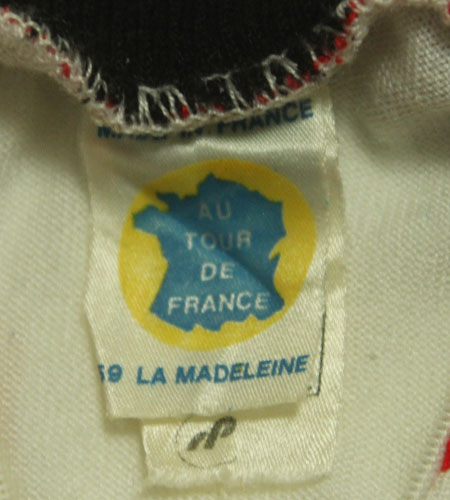 MADE IN FRANCE
AU
TOUR
DE
FRANCE
59 LA MADELEINE